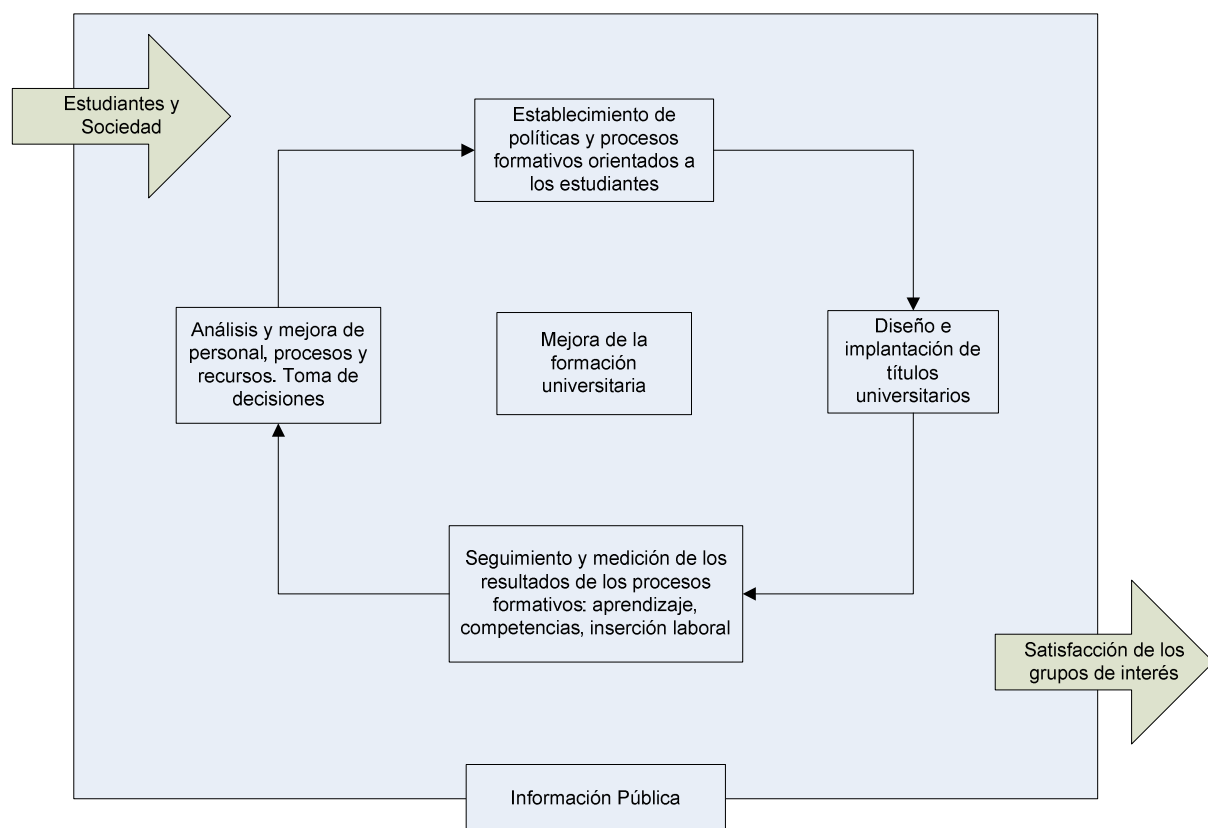 Estudiantes y
Sociedad
Establecimiento de
políticas y procesos
formativos orientados a
los estudiantes
Análisis y mejora de
personal, procesos y
recursos. Toma de
decisiones
Mejora de la
formación
universitaria
Diseño e
implantación de
títulos
universitarios
Seguimiento y medición de los
resultados de los procesos
formativos: aprendizaje,
competencias, inserción laboral
Satisfacción de los
grupos de interés
Información Pública